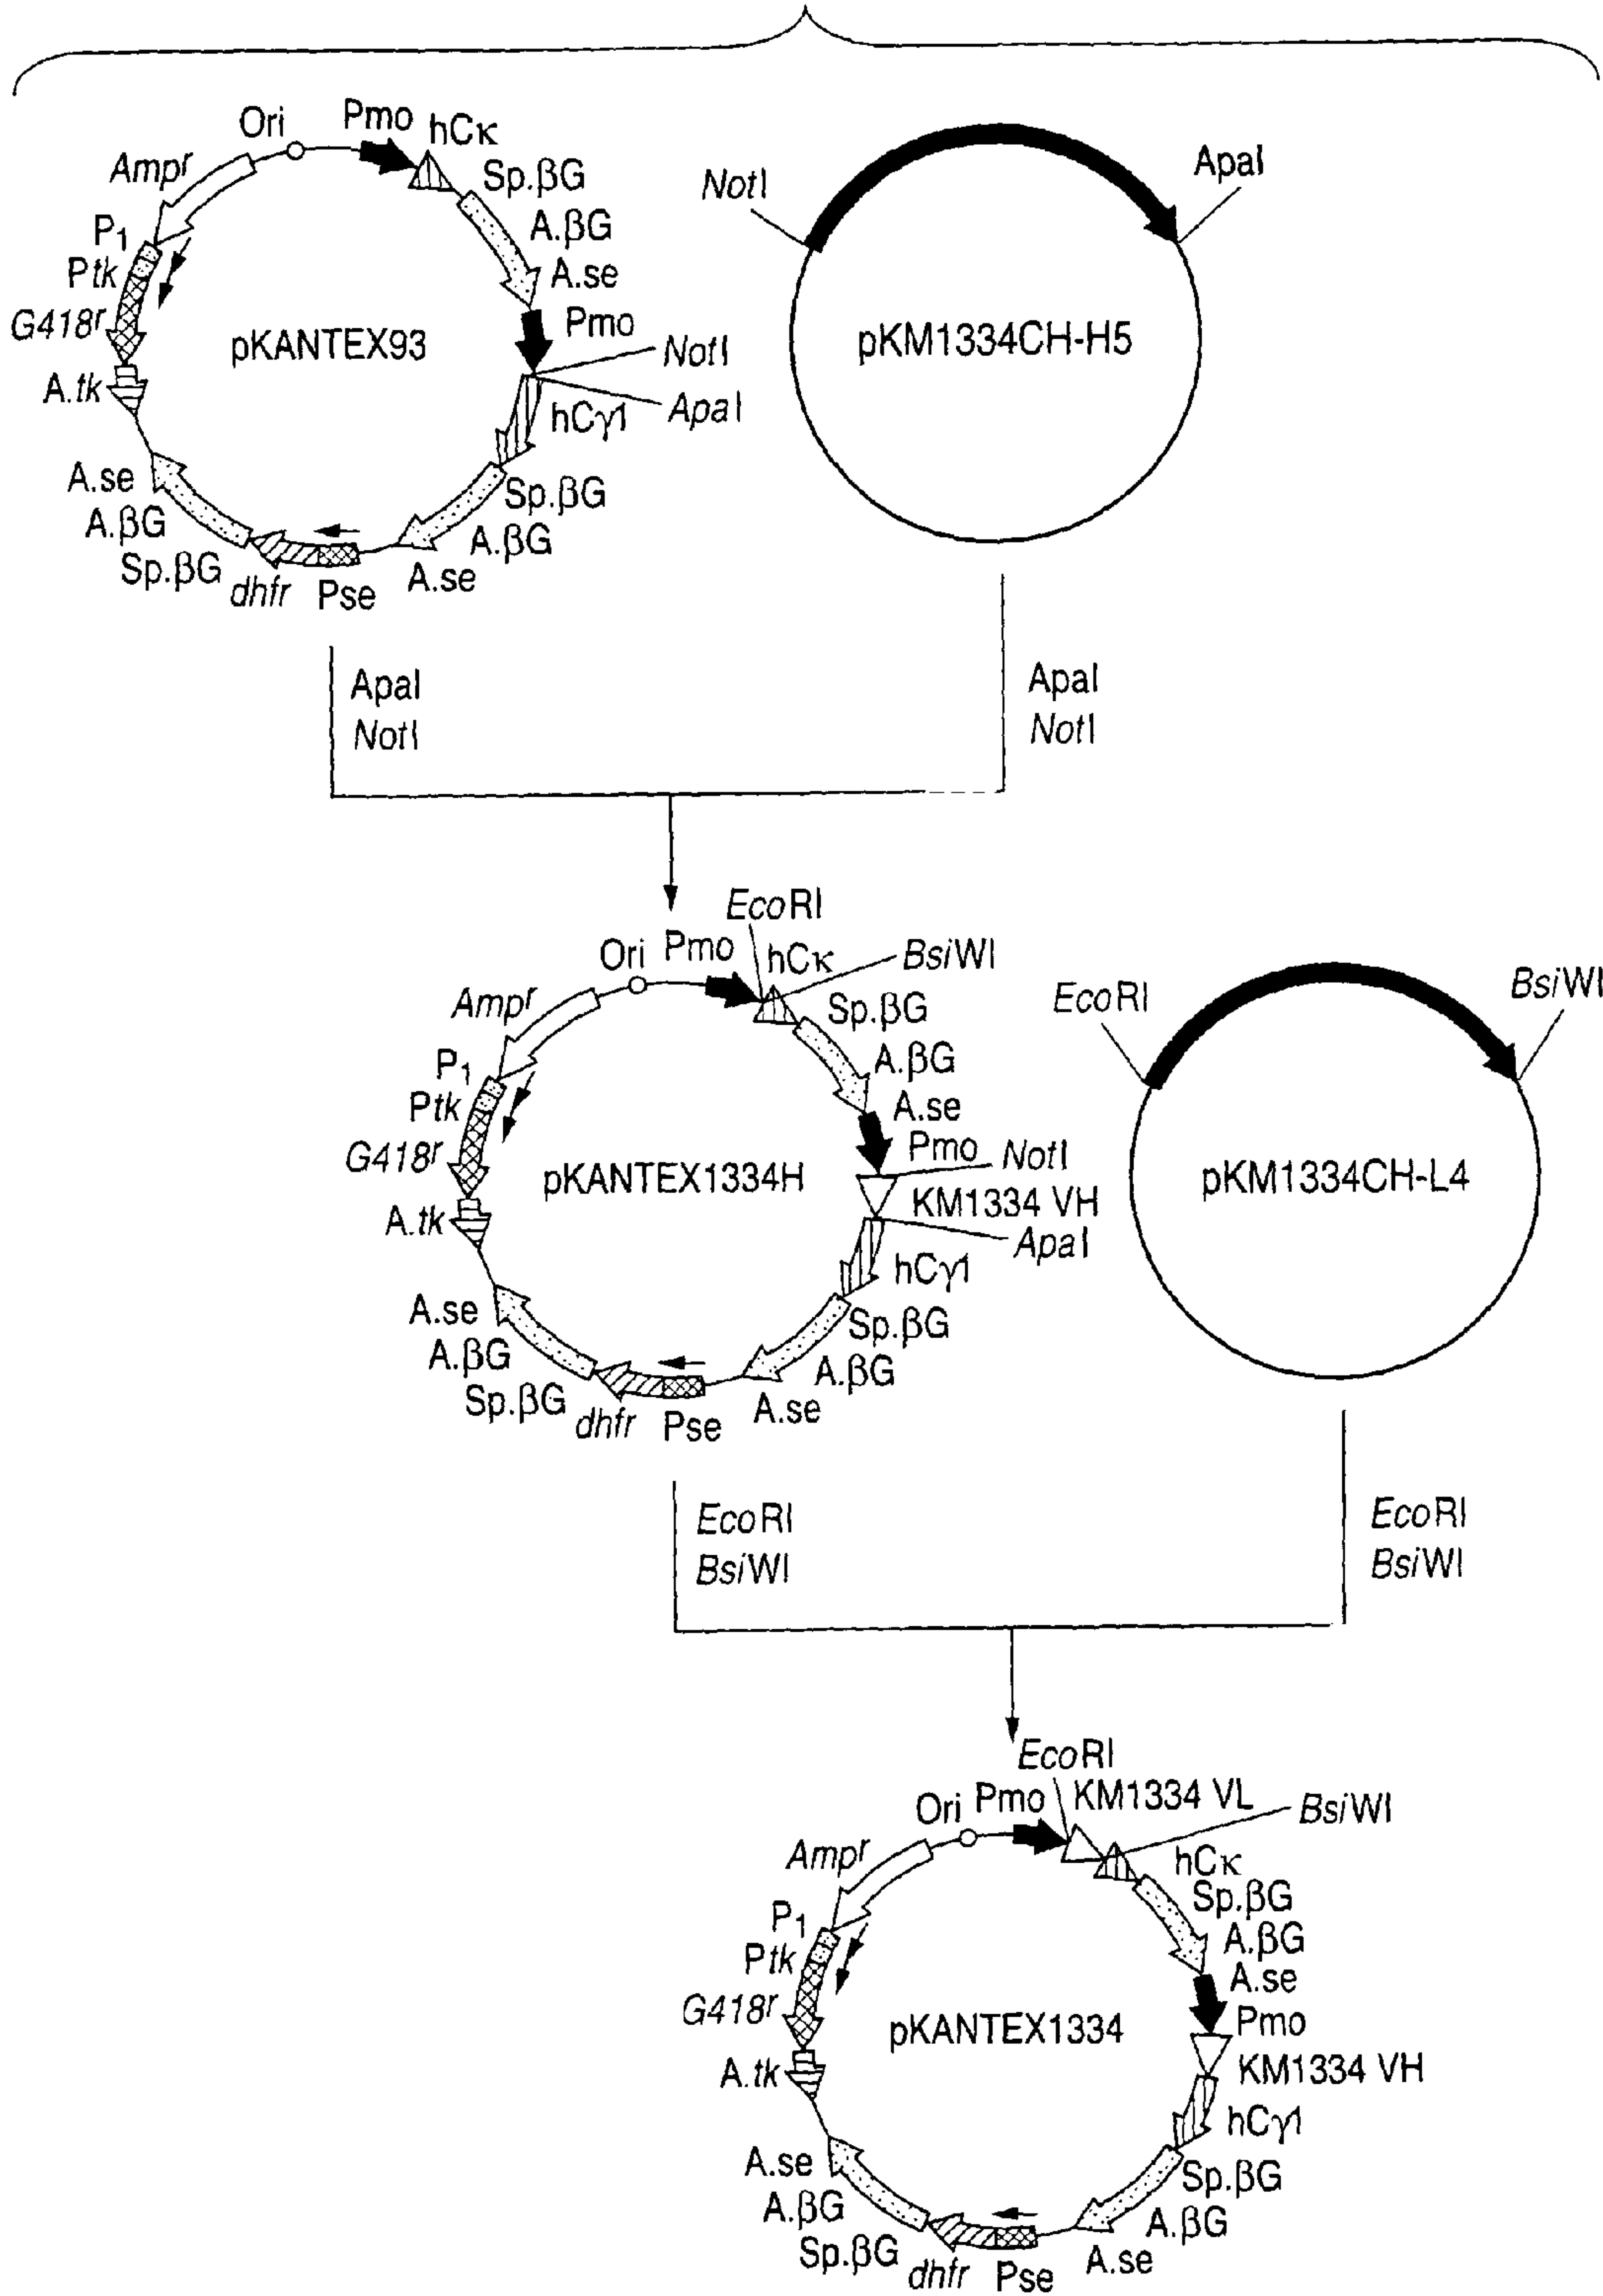 Ori
Pmo
hCκ
Ampr
Sp.βG
P1
A.βG
Ptk
A.se
G418r
Pmo
pKANTEX93
NotI
A.tk
hCγ1
ApaI
A.se
Sp.βG
A.βG
A.βG
Sp.βG
dhfr
Pse
A.se
NotI
ApaI
pKM1334CH-H5
ApaI
NotI
ApaI
NotI
EcoRI
Ori
Pmo
hCκ
BsiWI
Ampr
Sp.βG
P1
A.βG
Ptk
A.se
G418r
Pmo
NotI
pKANTEX1334H
KM1334 VH
A.tk
ApaI
hCγ1
A.se
Sp.βG
A.βG
A.βG
Sp.βG
dhfr
Pse
A.se
EcoRI
BsiWI
pKM1334CH-L4
EcoRI
BsiWI
EcoRI
BsiWI
EcoRI
Ori
Pmo
KM1334 VL
BsiWI
Ampr
hCκ
Sp.βG
P1
A.βG
Ptk
A.se
G418r
Pmo
pKANTEX1334
KM1334 VH
A.tk
hCγ1
A.se
Sp.βG
A.βG
A.βG
Sp.βG
dhfr
Pse
A.se